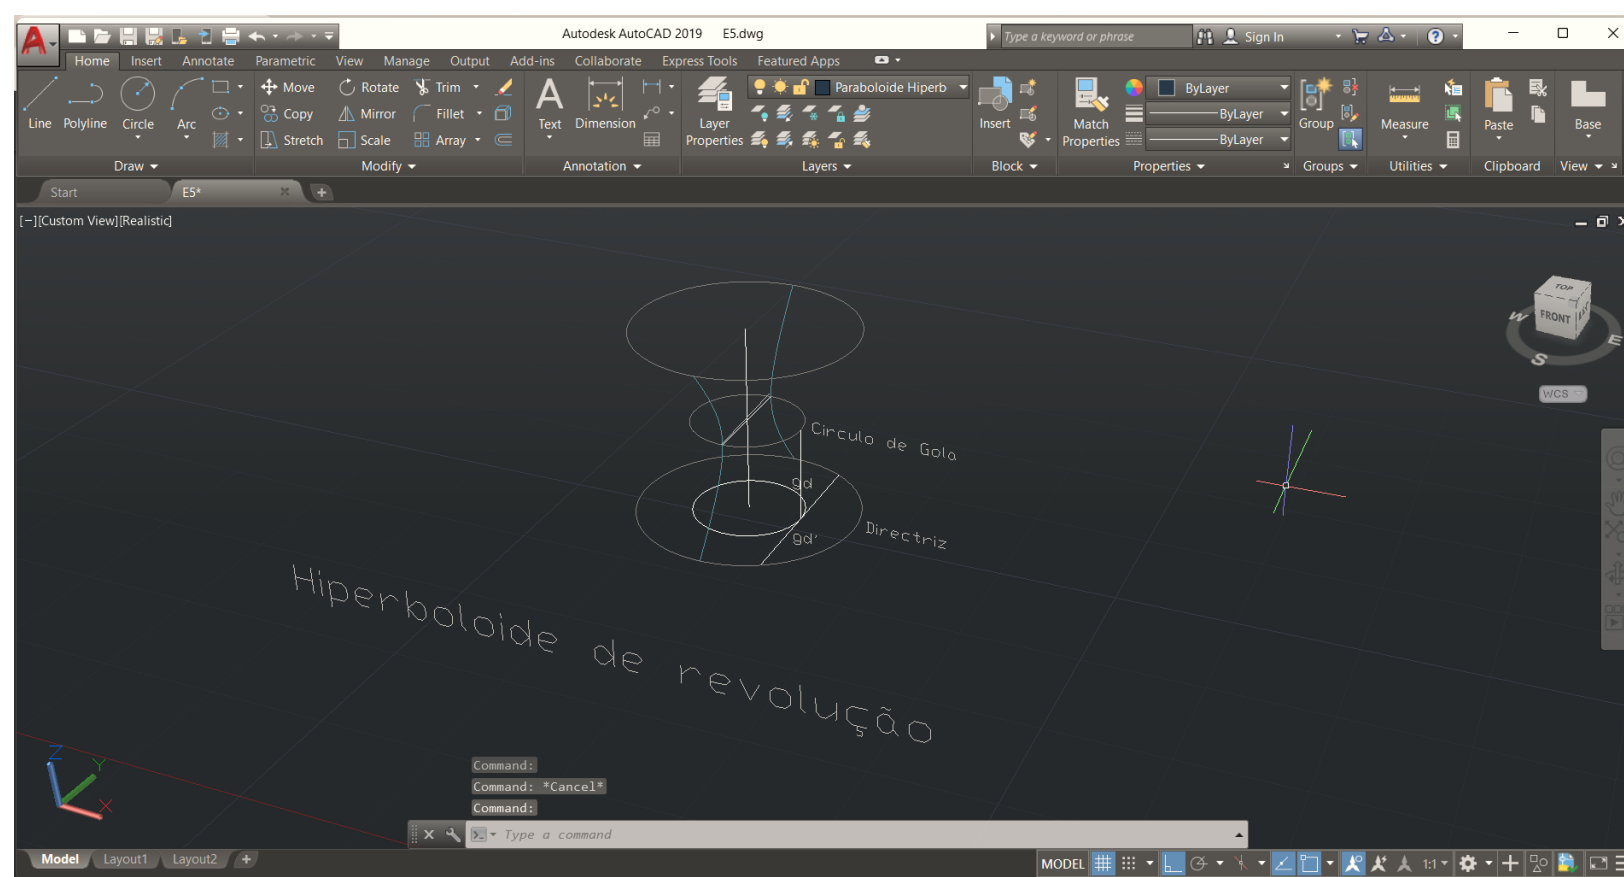 Autodesk AutoCAD 2019 E5.dwg
Type a keyword or phrase
Sign In
Home Insert Annotate Parametric View Manage Output Add-ins Collaborate Express Tools Featured Apps
Line Polyline Circle Arc
Move Rotate Trim
Copy Mirror Fillet
Stretch Scale Array
Text Dimension
Layer Properties
Paraboloide Hiperb
Insert
Match Properties
ByLayer
ByLayer
ByLayer
Group
Measure
Paste
Base
Draw Modify Annotation Layers Block Properties Groups Utilities Clipboard View
Start E5*
[−][Custom View][Realistic]
TOP
FRONT
W
S
E
WCS
Circulo de Gola
gd
Directriz
gd'
Hiperboloide de revolução
Z
Y
X
Command:
Command: *Cancel*
Command:
Type a command
Model Layout1 Layout2
MODEL 1:1